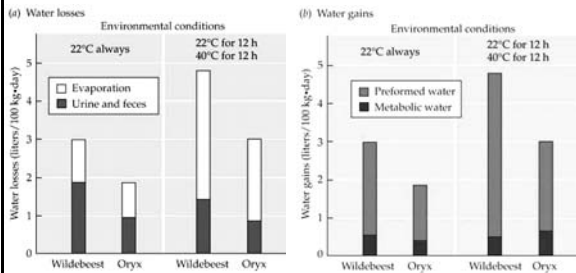 (a) Water losses
Environmental conditions
22°C always
22°C for 12 h
40°C for 12 h
Evaporation
Urine and feces
Water losses (liters/100 kg•day)
5
4
3
2
1
0
Wildebeest Oryx Wildebeest Oryx
(b) Water gains
Environmental conditions
22°C always
22°C for 12 h
40°C for 12 h
Preformed water
Metabolic water
Water gains (liters/100 kg•day)
5
4
3
2
1
0
Wildebeest Oryx Wildebeest Oryx